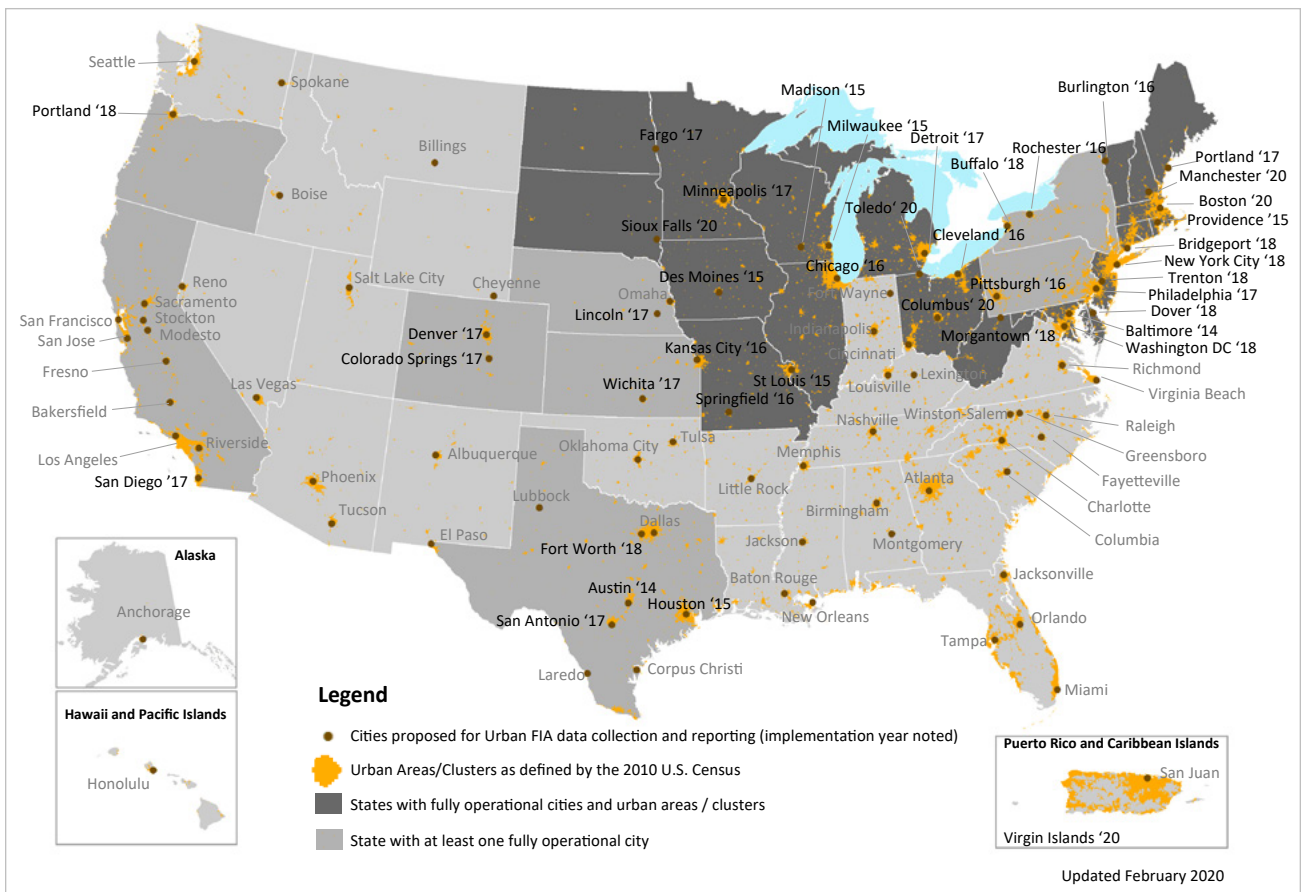 Seattle
Spokane
Portland ‘18
Billings
Boise
Fargo ‘17
Minneapolis ‘17
Sioux Falls ‘20
Madison ‘15
Milwaukee ‘15
Detroit ‘17
Buffalo ‘18
Rochester ‘16
Burlington ‘16
Portland ‘17
Manchester ‘20
Boston ‘20
Providence ‘15
Bridgeport ‘18
New York City ‘18
Trenton ‘18
Philadelphia ‘17
Dover ‘18
Baltimore ‘14
Washington DC ‘18
Toledo‘ 20
Cleveland ‘16
Chicago ‘16
Fort Wayne
Pittsburgh ‘16
Columbus‘ 20
Morgantown ‘18
Indianapolis
Cincinnati
Louisville
Lexington
Richmond
Virginia Beach
Reno
Sacramento
Stockton
Modesto
San Francisco
San Jose
Fresno
Las Vegas
Bakersfield
Riverside
Los Angeles
San Diego ‘17
Salt Lake City
Cheyenne
Denver ‘17
Colorado Springs ‘17
Omaha
Lincoln ‘17
Des Moines ‘15
Kansas City ‘16
St Louis ‘15
Springfield ‘16
Wichita ‘17
Phoenix
Tucson
Albuquerque
El Paso
Oklahoma City
Tulsa
Lubbock
Dallas
Fort Worth ‘18
Austin ‘14
Houston ‘15
San Antonio ‘17
Laredo
Corpus Christi
Little Rock
Memphis
Nashville
Winston-Salem
Raleigh
Greensboro
Fayetteville
Charlotte
Columbia
Atlanta
Birmingham
Montgomery
Jackson
Baton Rouge
New Orleans
Jacksonville
Orlando
Tampa
Miami
Alaska
Anchorage
Hawaii and Pacific Islands
Honolulu
Legend
Cities proposed for Urban FIA data collection and reporting (implementation year noted)
Urban Areas/Clusters as defined by the 2010 U.S. Census
States with fully operational cities and urban areas / clusters
State with at least one fully operational city
Puerto Rico and Caribbean Islands
San Juan
Virgin Islands ‘20
Updated February 2020